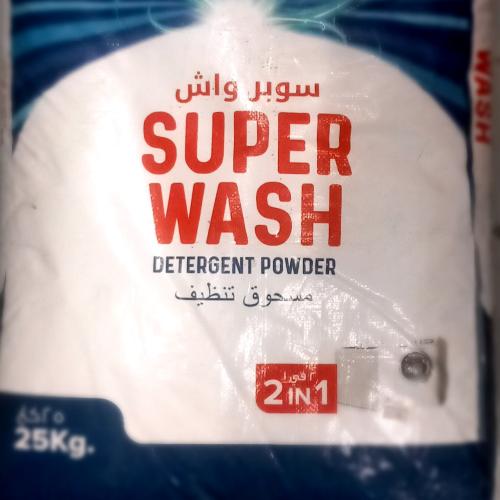 سوبر واش
SUPER
WASH
WASH
DETERGENT POWDER
مسحوق تنظيف
2 IN 1
25Kg.